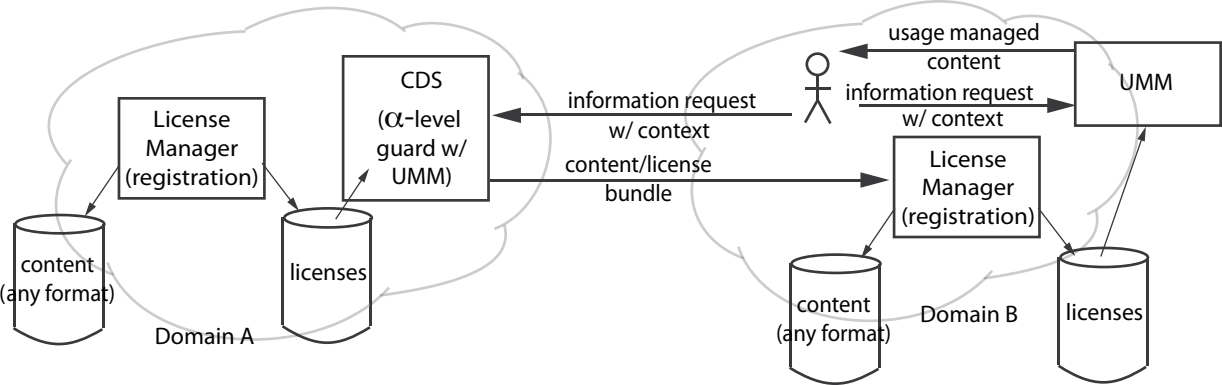 License
Manager
(registration)
content
(any format)
licenses
Domain A
CDS
(α-level
guard w/
UMM)
information request
w/ context
content/license
bundle
usage managed
content
information request
w/ context
UMM
License
Manager
(registration)
content
(any format)
Domain B
licenses